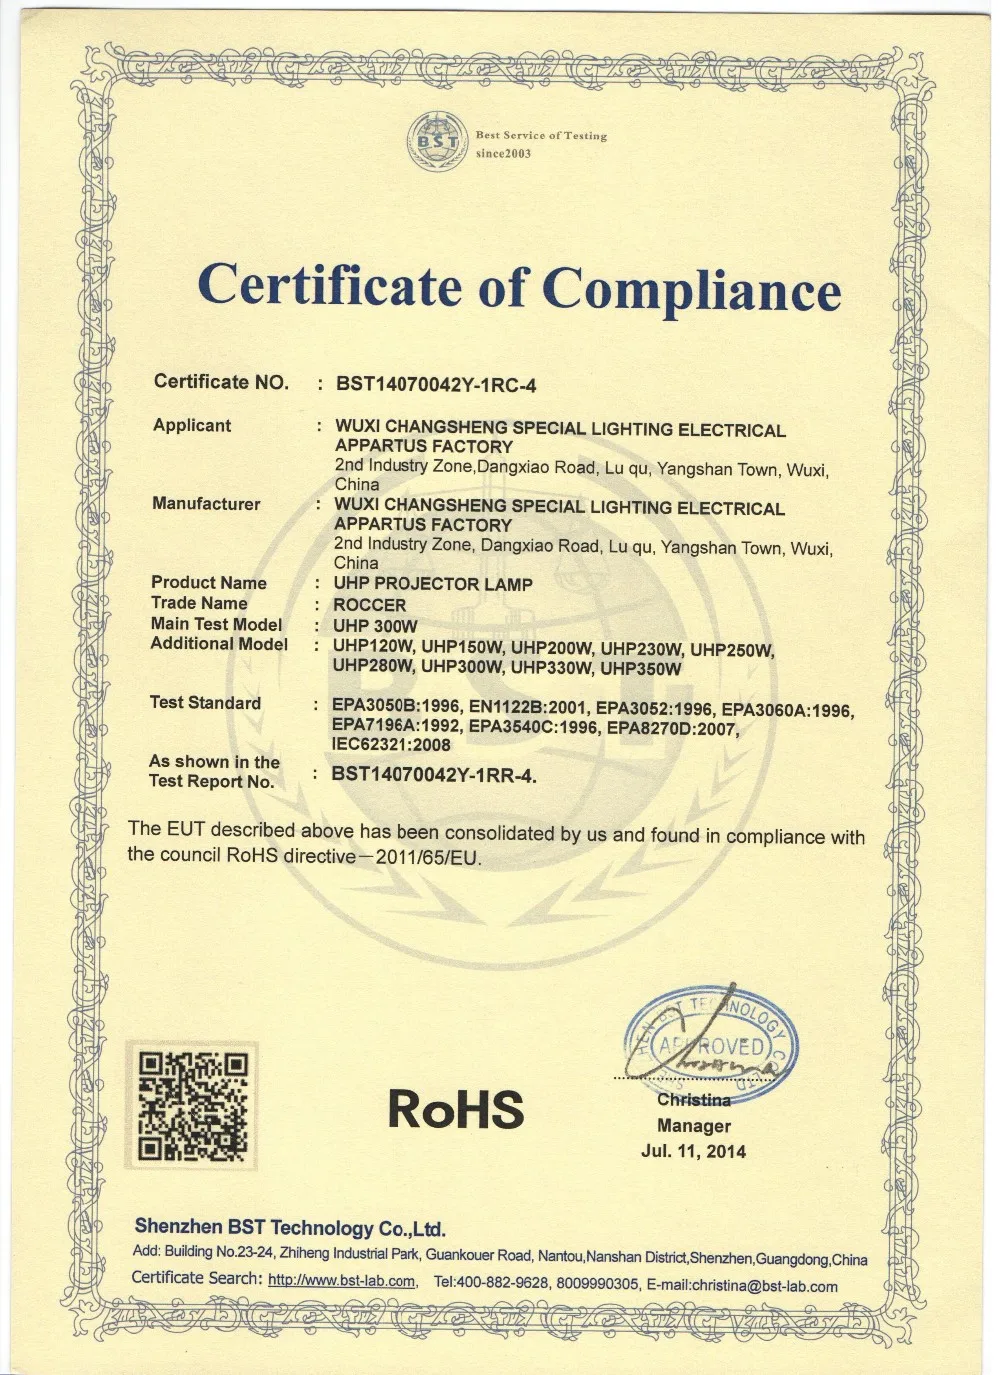 BST
Best Service of Testing
since2003
Certificate of Compliance
Certificate NO. : BST14070042Y-1RC-4
Applicant : WUXI CHANGSHENG SPECIAL LIGHTING ELECTRICAL
APPARTUS FACTORY
2nd Industry Zone,Dangxiao Road, Lu qu, Yangshan Town, Wuxi,
China
Manufacturer : WUXI CHANGSHENG SPECIAL LIGHTING ELECTRICAL
APPARTUS FACTORY
2nd Industry Zone, Dangxiao Road, Lu qu, Yangshan Town, Wuxi,
China
Product Name : UHP PROJECTOR LAMP
Trade Name : ROCCER
Main Test Model : UHP 300W
Additional Model : UHP120W, UHP150W, UHP200W, UHP230W, UHP250W,
UHP280W, UHP300W, UHP330W, UHP350W
Test Standard : EPA3050B:1996, EN1122B:2001, EPA3052:1996, EPA3060A:1996,
EPA7196A:1992, EPA3540C:1996, EPA8270D:2007,
IEC62321:2008
As shown in the
Test Report No. : BST14070042Y-1RR-4.
The EUT described above has been consolidated by us and found in compliance with
the council RoHS directive—2011/65/EU.
BST TECHNOLOGY
APPROVED
RoHS
Christina
Manager
Jul. 11, 2014
Shenzhen BST Technology Co.,Ltd.
Add: Building No.23-24, Zhiheng Industrial Park, Guankouer Road, Nantou,Nanshan District,Shenzhen,Guangdong,China
Certificate Search: http://www.bst-lab.com, Tel:400-882-9628, 8009990305, E-mail:christina@bst-lab.com